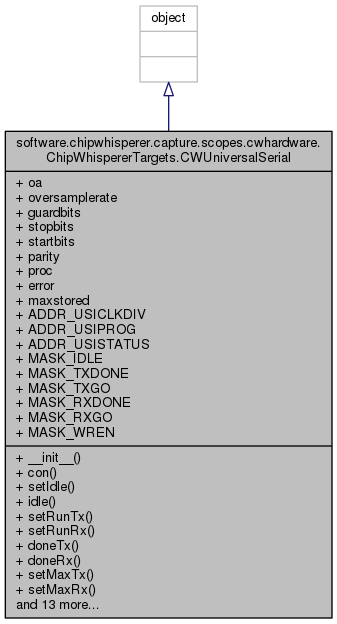 object
software.chipwhisperer.capture.scopes.cwhardware.
ChipWhispererTargets.CWUniversalSerial
+ oa
+ oversamplerate
+ guardbits
+ stopbits
+ startbits
+ parity
+ proc
+ error
+ maxstored
+ ADDR_USICLKDIV
+ ADDR_USIPROG
+ ADDR_USISTATUS
+ MASK_IDLE
+ MASK_TXDONE
+ MASK_TXGO
+ MASK_RXDONE
+ MASK_RXGO
+ MASK_WREN
+ __init__()
+ con()
+ setIdle()
+ idle()
+ setRunTx()
+ setRunRx()
+ doneTx()
+ doneRx()
+ setMaxTx()
+ setMaxRx()
and 13 more...